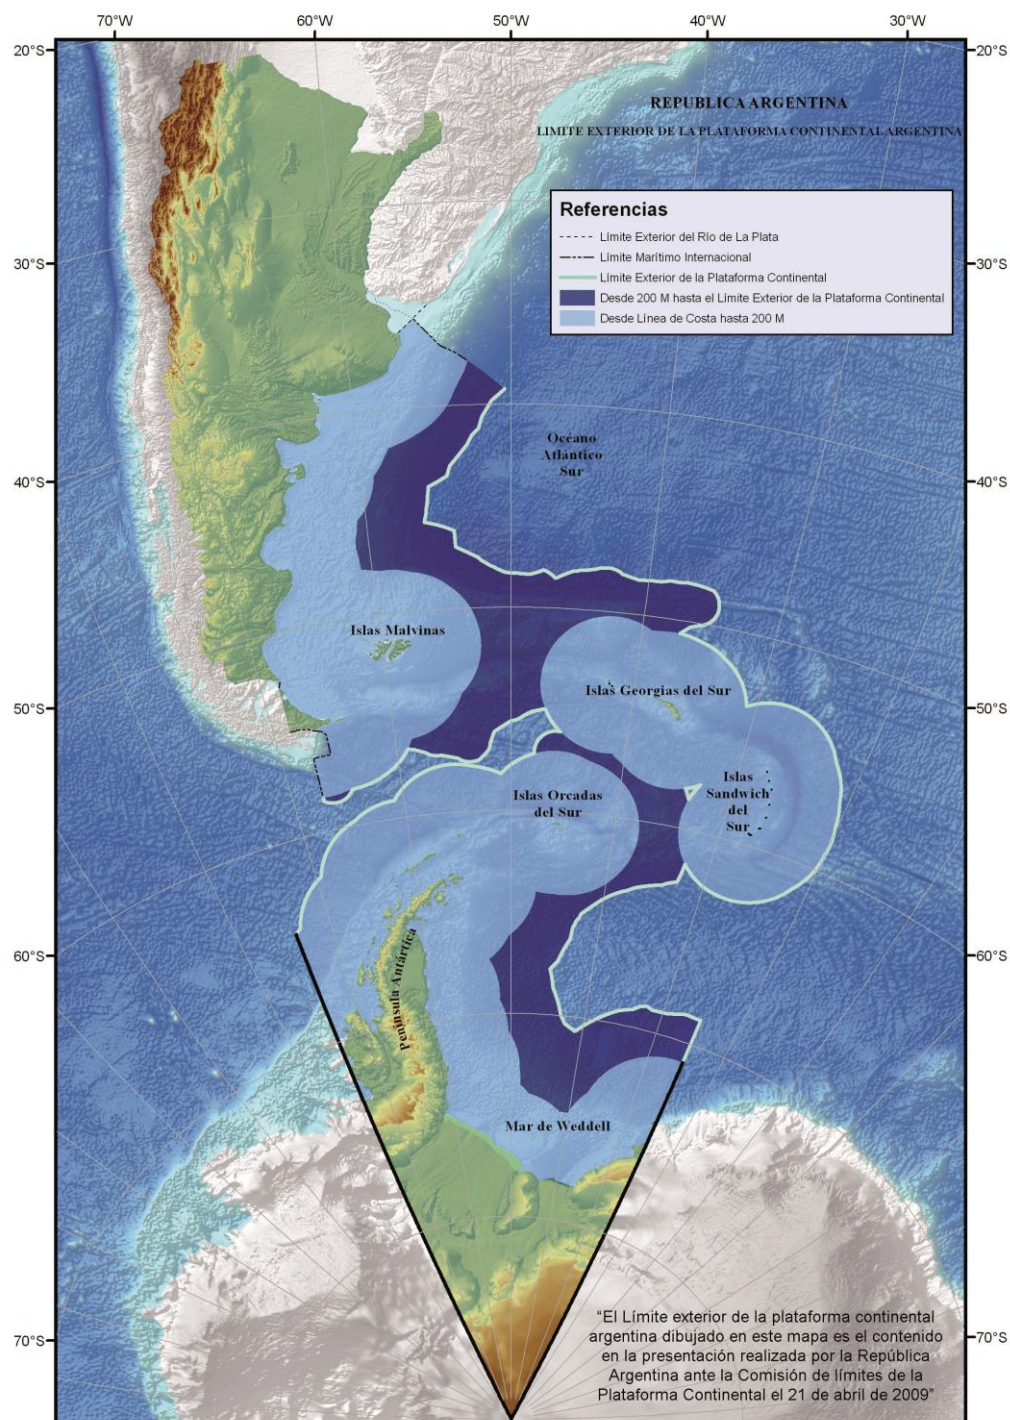 70°W
60°W
50°W
40°W
30°W
20°S
20°S
REPUBLICA ARGENTINA
LIMITE EXTERIOR DE LA PLATAFORMA CONTINENTAL ARGENTINA
Referencias
Límite Exterior del Río de La Plata
Límite Marítimo Internacional
Límite Exterior de la Plataforma Continental
Desde 200 M hasta el Límite Exterior de la Plataforma Continental
Desde Línea de Costa hasta 200 M
30°S
30°S
Océano
Atlántico
Sur
40°S
40°S
Islas Malvinas
Islas Georgias del Sur
50°S
50°S
Islas Orcadas
del Sur
Islas
Sandwich
del
Sur
Península Antártica
60°S
60°S
Mar de Weddell
70°S
70°S
“El Límite exterior de la plataforma continental
argentina dibujado en este mapa es el contenido
en la presentación realizada por la República
Argentina ante la Comisión de límites de la
Plataforma Continental el 21 de abril de 2009”